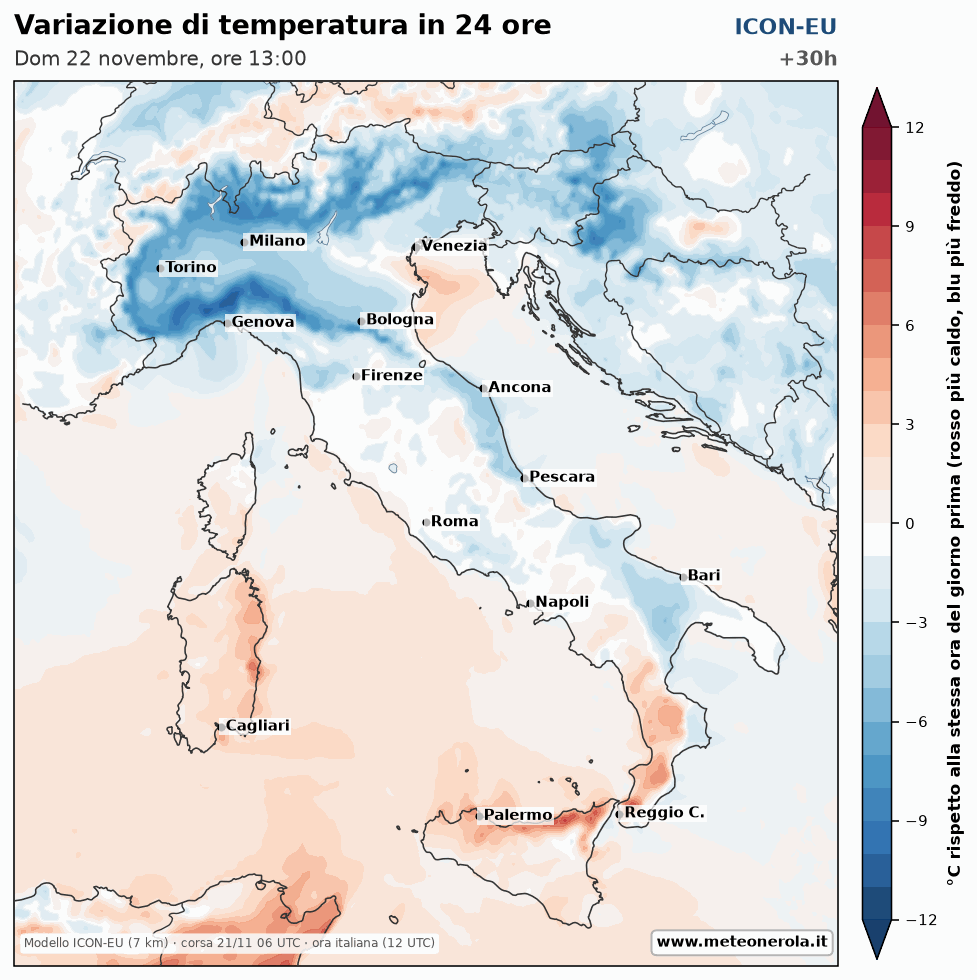 Variazione di temperatura in 24 ore
ICON-EU
Dom 22 novembre, ore 13:00
+30h
Milano
Venezia
Torino
Genova
Bologna
Firenze
Ancona
Pescara
Roma
Bari
Napoli
Cagliari
Palermo
Reggio C.
12
9
6
3
0
−3
−6
−9
−12
°C rispetto alla stessa ora del giorno prima (rosso più caldo, blu più freddo)
Modello ICON-EU (7 km) · corsa 21/11 06 UTC · ora italiana (12 UTC)
www.meteonerola.it